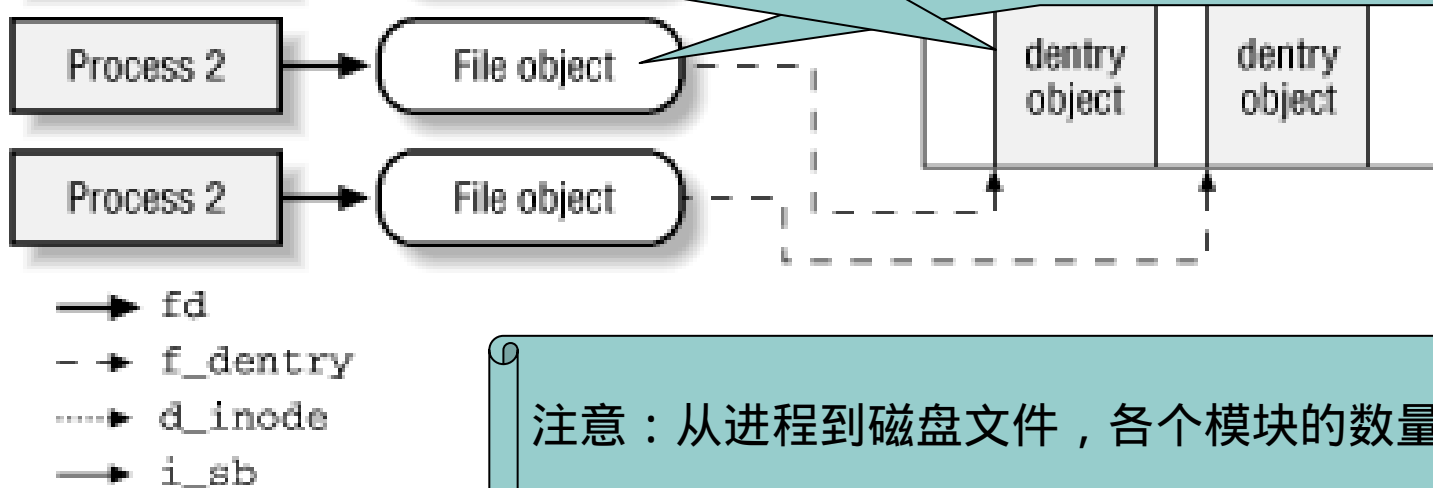 Process 2
File object
dentry
object
dentry
object
Process 2
File object
fd
f_dentry
d_inode
i_sb
注意：从进程到磁盘文件，各个模块的数量